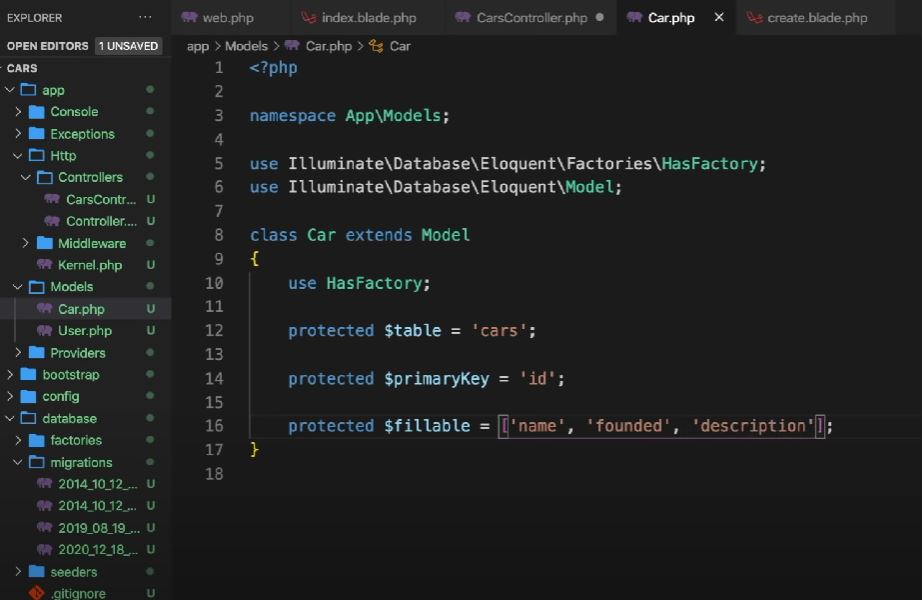 EXPLORER ...
OPEN EDITORS 1 UNSAVED
CARS
app
Console
Exceptions
Http
Controllers
CarsContr... U
Controller.... U
Middleware
Kernel.php U
Models
Car.php U
User.php U
Providers
bootstrap
config
database
factories
migrations
2014_10_12_... U
2014_10_12_... U
2019_08_19_... U
2020_12_18_... U
seeders
.gitignore U
web.php index.blade.php CarsController.php Car.php create.blade.php
app > Models > Car.php > Car
1 <?php
2
3 namespace App\Models;
4
5 use Illuminate\Database\Eloquent\Factories\HasFactory;
6 use Illuminate\Database\Eloquent\Model;
7
8 class Car extends Model
9 {
10 use HasFactory;
11
12 protected $table = 'cars';
13
14 protected $primaryKey = 'id';
15
16 protected $fillable = ['name', 'founded', 'description'];
17 }
18